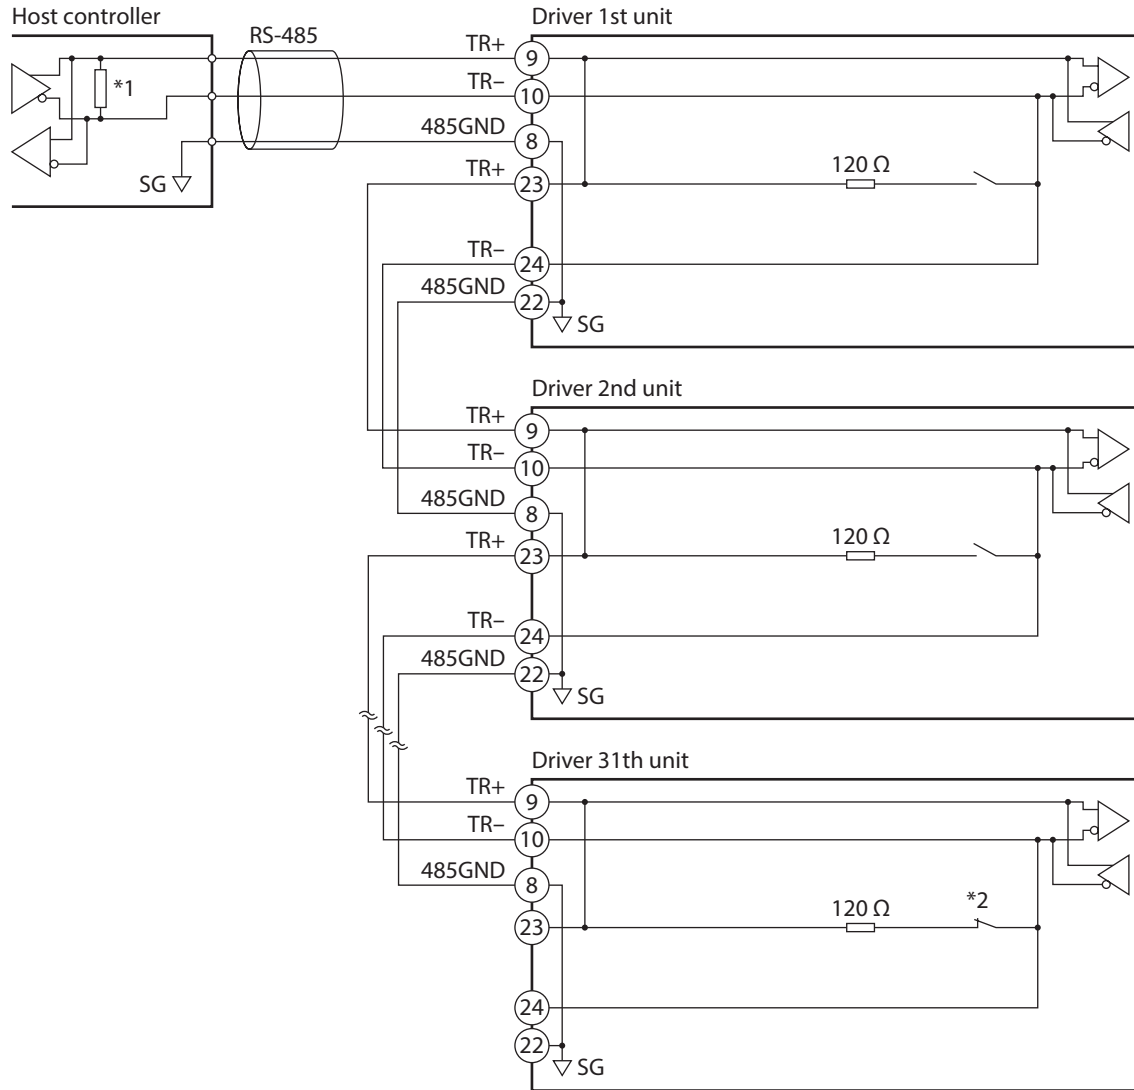 Host controller
RS-485
*1
SG
Driver 1st unit
TR+
9
TR–
10
485GND
8
TR+
23
120 Ω
TR–
24
485GND
22
SG
Driver 2nd unit
TR+
9
TR–
10
485GND
8
TR+
23
120 Ω
TR–
24
485GND
22
SG
Driver 31th unit
TR+
9
TR–
10
485GND
8
23
120 Ω
*2
24
22
SG